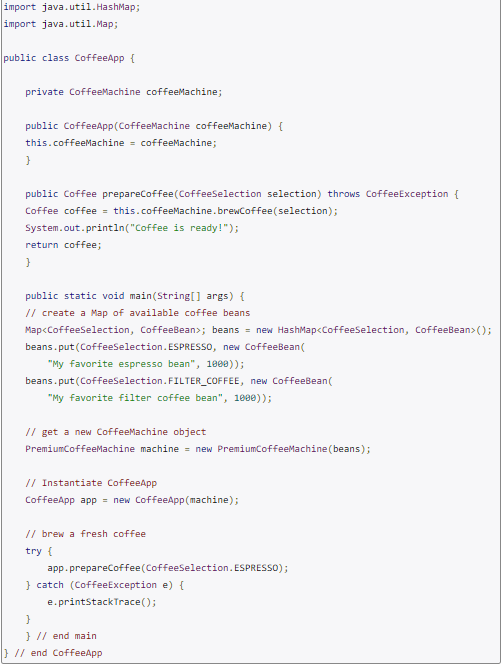 import java.util.HashMap;
import java.util.Map;

public class CoffeeApp {

    private CoffeeMachine coffeeMachine;

    public CoffeeApp(CoffeeMachine coffeeMachine) {
    this.coffeeMachine = coffeeMachine;
    }

    public Coffee prepareCoffee(CoffeeSelection selection) throws CoffeeException {
    Coffee coffee = this.coffeeMachine.brewCoffee(selection);
    System.out.println("Coffee is ready!");
    return coffee;
    }

    public static void main(String[] args) {
    // create a Map of available coffee beans
    Map<CoffeeSelection, CoffeeBean>; beans = new HashMap<CoffeeSelection, CoffeeBean>();
    beans.put(CoffeeSelection.ESPRESSO, new CoffeeBean(
        "My favorite espresso bean", 1000));
    beans.put(CoffeeSelection.FILTER_COFFEE, new CoffeeBean(
        "My favorite filter coffee bean", 1000));

    // get a new CoffeeMachine object
    PremiumCoffeeMachine machine = new PremiumCoffeeMachine(beans);

    // Instantiate CoffeeApp
    CoffeeApp app = new CoffeeApp(machine);

    // brew a fresh coffee
    try {
        app.prepareCoffee(CoffeeSelection.ESPRESSO);
    } catch (CoffeeException e) {
        e.printStackTrace();
    }
    } // end main
} // end CoffeeApp